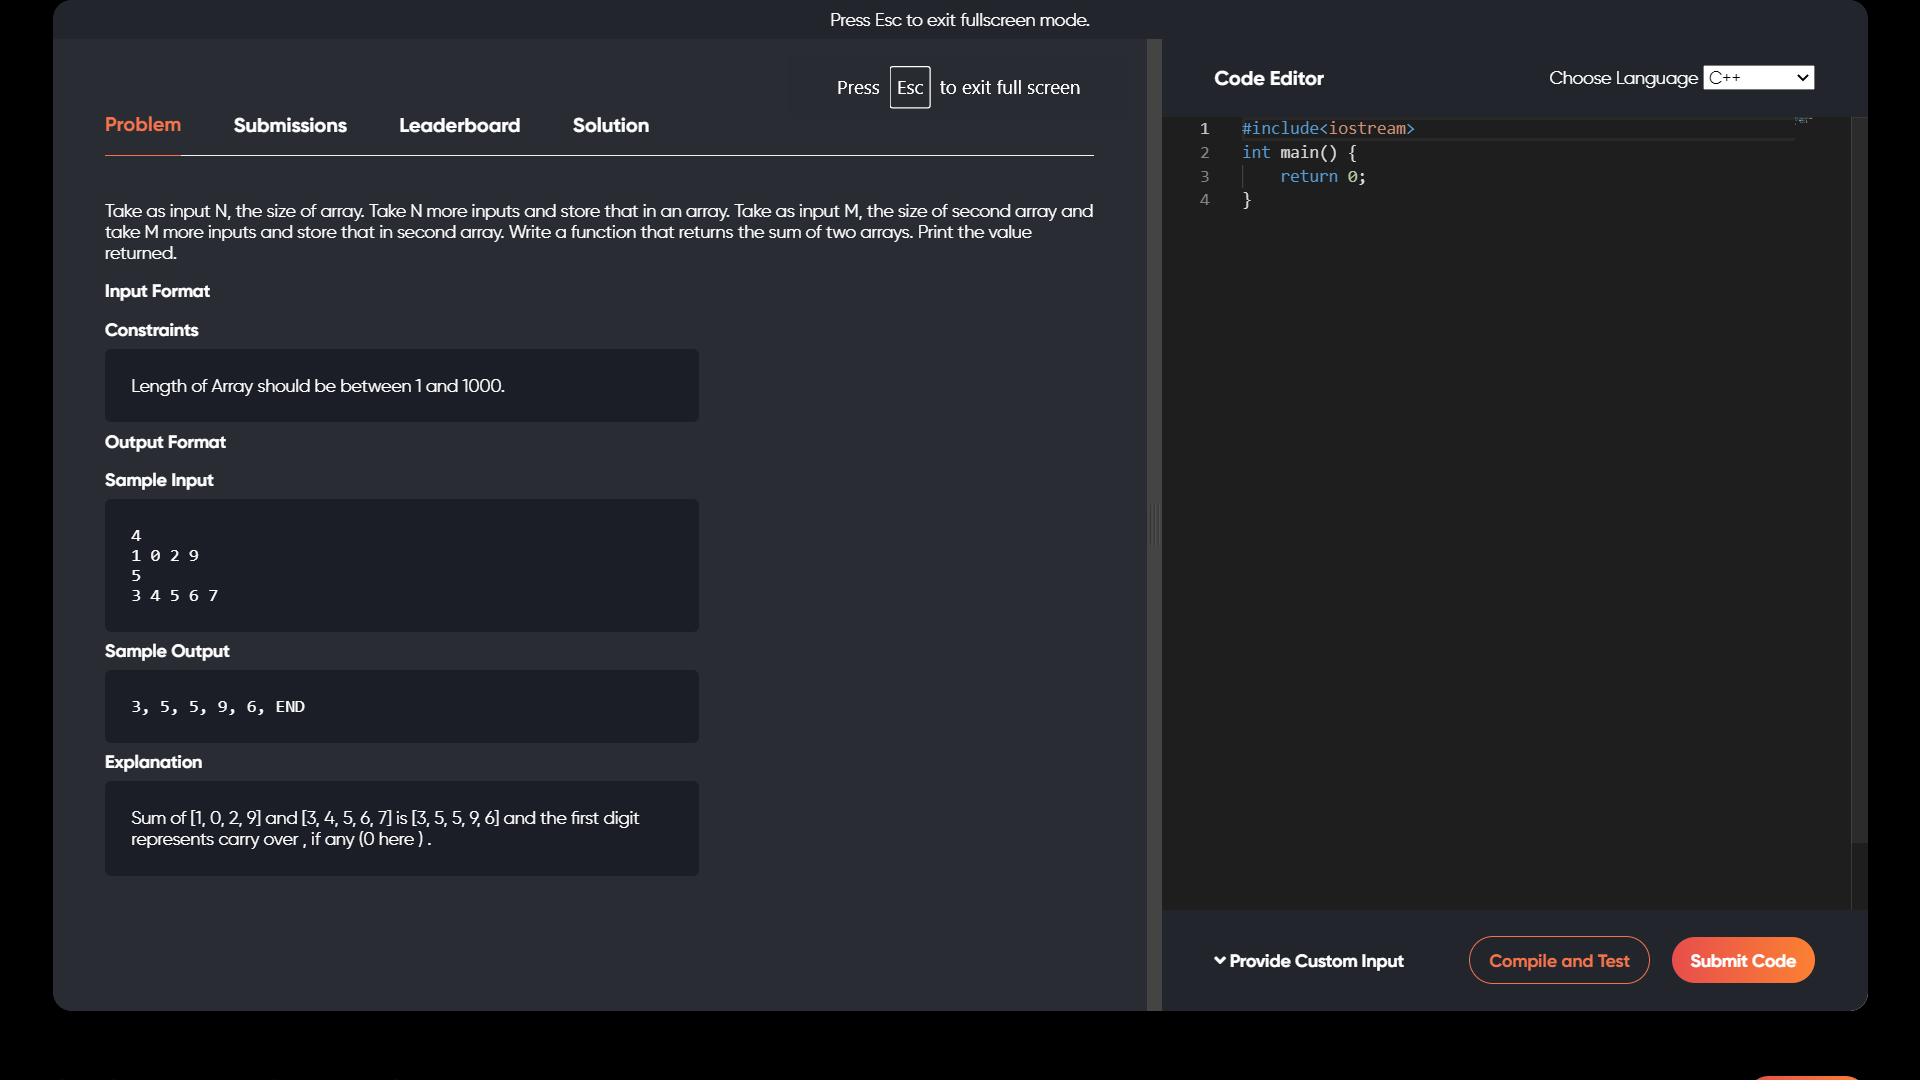 Press Esc to exit fullscreen mode.
Press Esc to exit full screen
Problem Submissions Leaderboard Solution
Take as input N, the size of array. Take N more inputs and store that in an array. Take as input M, the size of second array and
take M more inputs and store that in second array. Write a function that returns the sum of two arrays. Print the value
returned.
Input Format
Constraints
Length of Array should be between 1 and 1000.
Output Format
Sample Input
4
1 0 2 9
5
3 4 5 6 7
Sample Output
3, 5, 5, 9, 6, END
Explanation
Sum of [1, 0, 2, 9] and [3, 4, 5, 6, 7] is [3, 5, 5, 9, 6] and the first digit
represents carry over , if any (0 here ) .
Code Editor
Choose Language C++
1 #include<iostream>
2 int main() {
3 return 0;
4 }
Provide Custom Input
Compile and Test
Submit Code